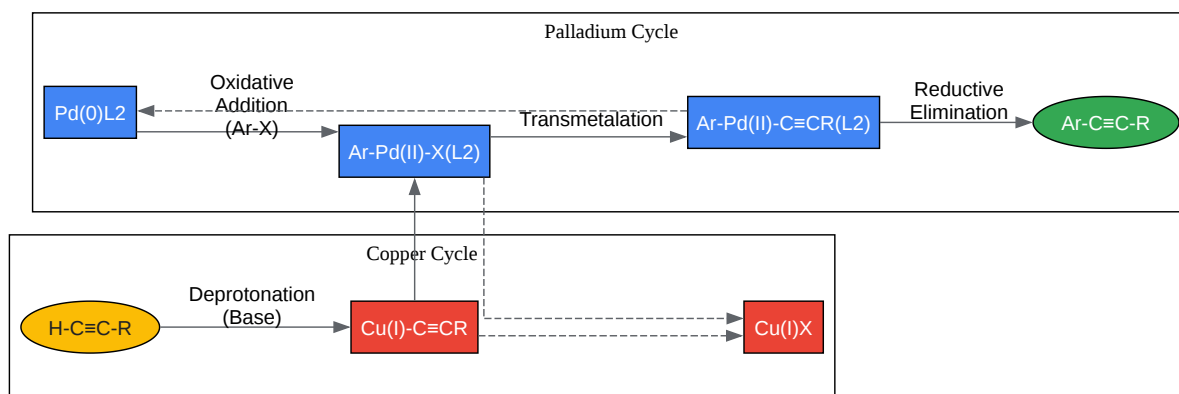 Palladium Cycle
Oxidative
Addition
(Ar-X)
Pd(0)L2
Ar-Pd(II)-X(L2)
Transmetalation
Ar-Pd(II)-C≡CR(L2)
Reductive
Elimination
Ar-C≡C-R
Copper Cycle
H-C≡C-R
Deprotonation
(Base)
Cu(I)-C≡CR
Cu(I)X